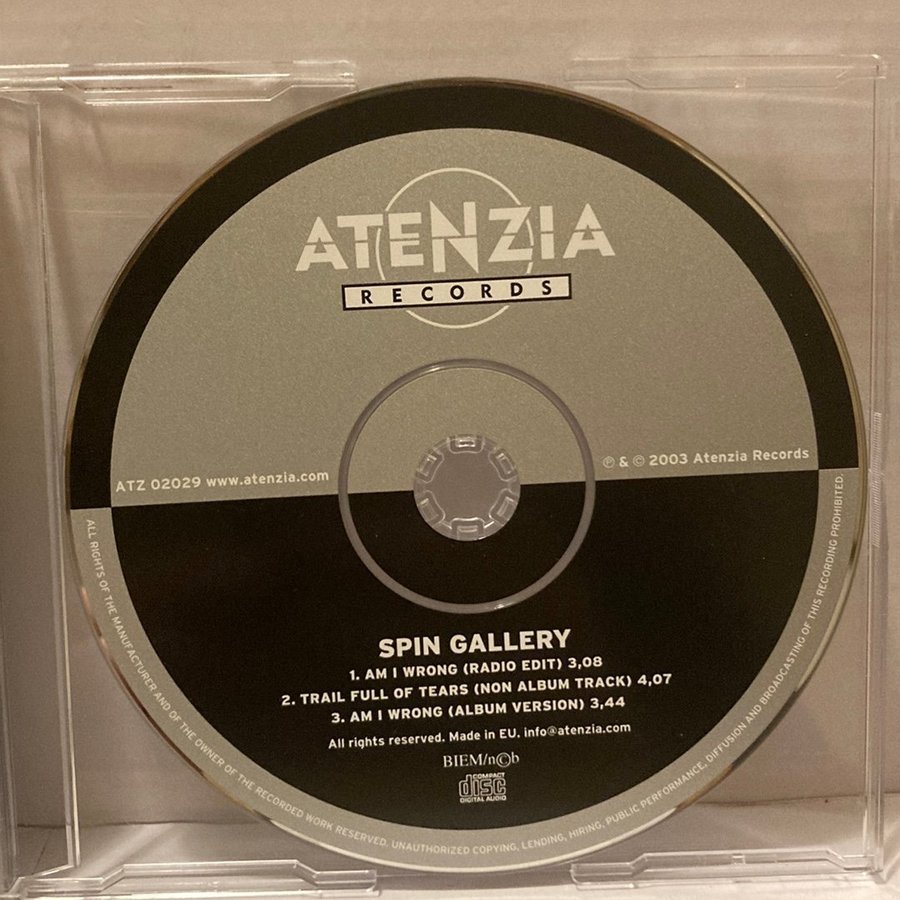 ATENZIA
RECORDS
ATZ 02029 www.atenzia.com
℗ & © 2003 Atenzia Records
SPIN GALLERY
1. AM I WRONG (RADIO EDIT) 3,08
2. TRAIL FULL OF TEARS (NON ALBUM TRACK) 4,07
3. AM I WRONG (ALBUM VERSION) 3,44
All rights reserved. Made in EU. info@atenzia.com
BIEM/n©b
COMPACT
disc
DIGITAL AUDIO
ALL RIGHTS OF THE MANUFACTURER AND OF THE OWNER OF THE RECORDED WORK RESERVED. UNAUTHORIZED COPYING, LENDING, HIRING, PUBLIC PERFORMANCE, DIFFUSION AND BROADCASTING OF THIS RECORDING PROHIBITED.